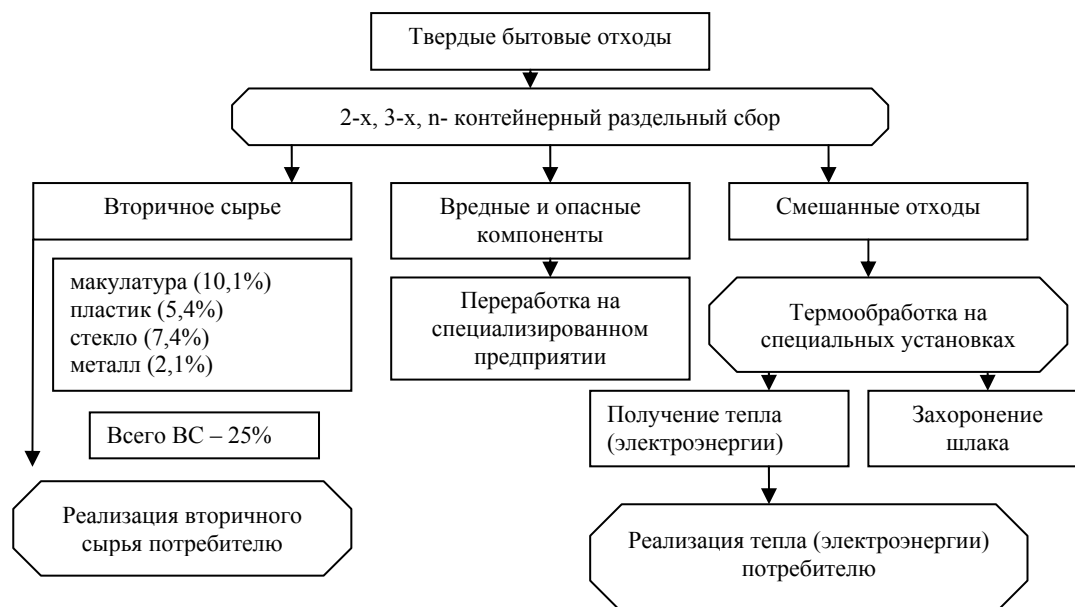 Твердые бытовые отходы
2-х, 3-х, n- контейнерный раздельный сбор
Вторичное сырье
Вредные и опасные
компоненты
Смешанные отходы
макулатура (10,1%)
пластик (5,4%)
стекло (7,4%)
металл (2,1%)
Переработка на
специализированном
предприятии
Термообработка на
специальных установках
Всего ВС – 25%
Получение тепла
(электроэнергии)
Захоронение
шлака
Реализация вторичного
сырья потребителю
Реализация тепла (электроэнергии)
потребителю